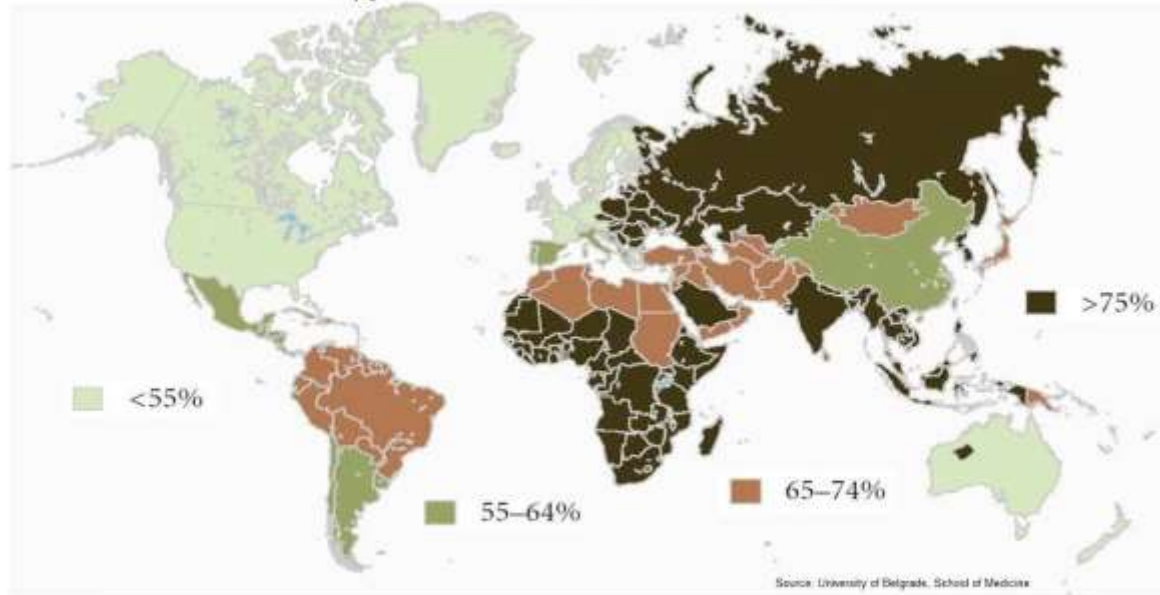 >75%
<55%
65–74%
55–64%
Source: University of Belgrade, School of Medicine